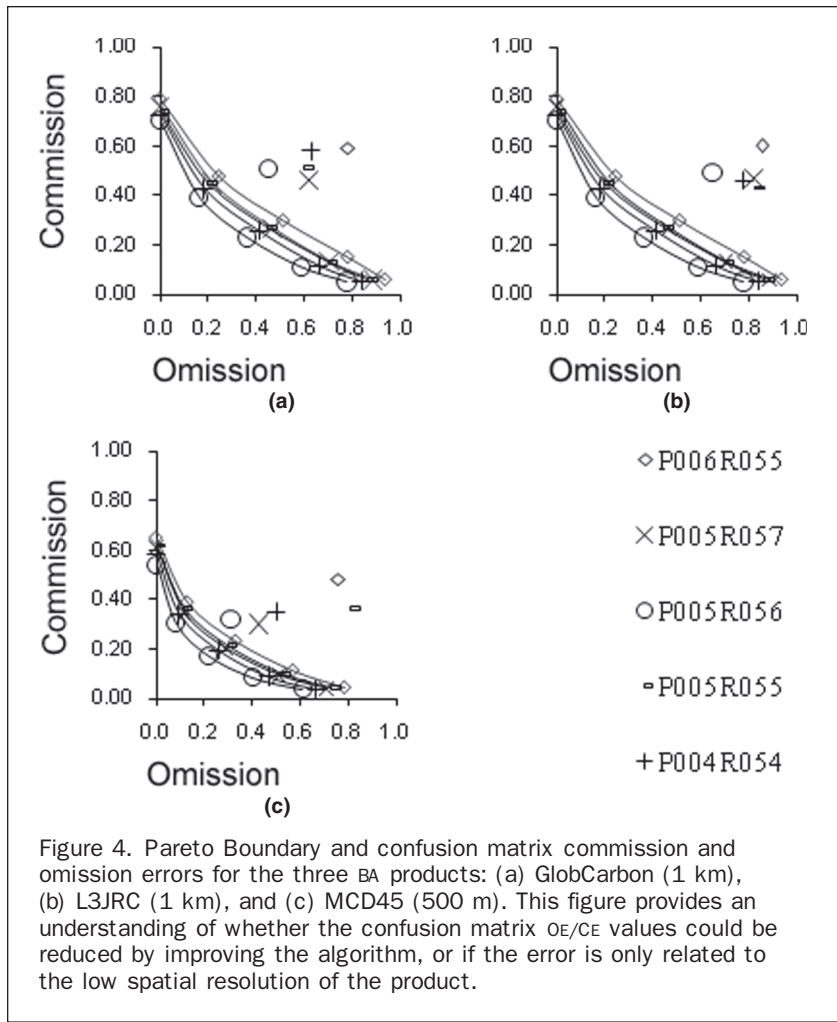 1.00
0.80
0.60
0.40
0.20
0.00
Commission
0.0 0.2 0.4 0.6 0.8 1.0
Omission
(a)
1.00
0.80
0.60
0.40
0.20
0.00
Commission
0.0 0.2 0.4 0.6 0.8 1.0
Omission
(b)
1.00
0.80
0.60
0.40
0.20
0.00
Commission
0.0 0.2 0.4 0.6 0.8 1.0
Omission
(c)
P006R055
P005R057
P005R056
P005R055
P004R054
Figure 4. Pareto Boundary and confusion matrix commission and
omission errors for the three BA products: (a) GlobCarbon (1 km),
(b) L3JRC (1 km), and (c) MCD45 (500 m). This figure provides an
understanding of whether the confusion matrix OE/CE values could be
reduced by improving the algorithm, or if the error is only related to
the low spatial resolution of the product.